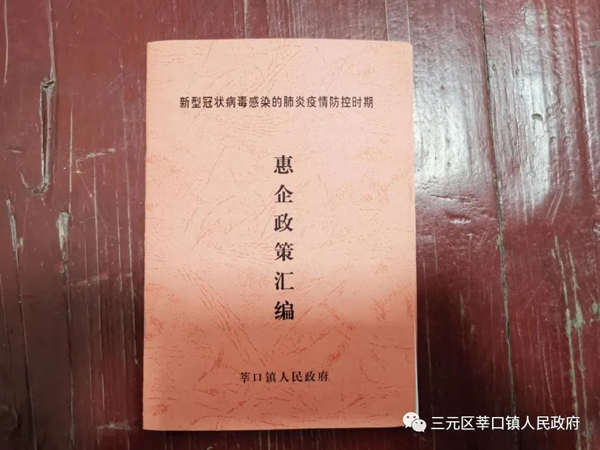 新型冠状病毒感染的肺炎疫情防控时期
惠企政策汇编
莘口镇人民政府
三元区莘口镇人民政府